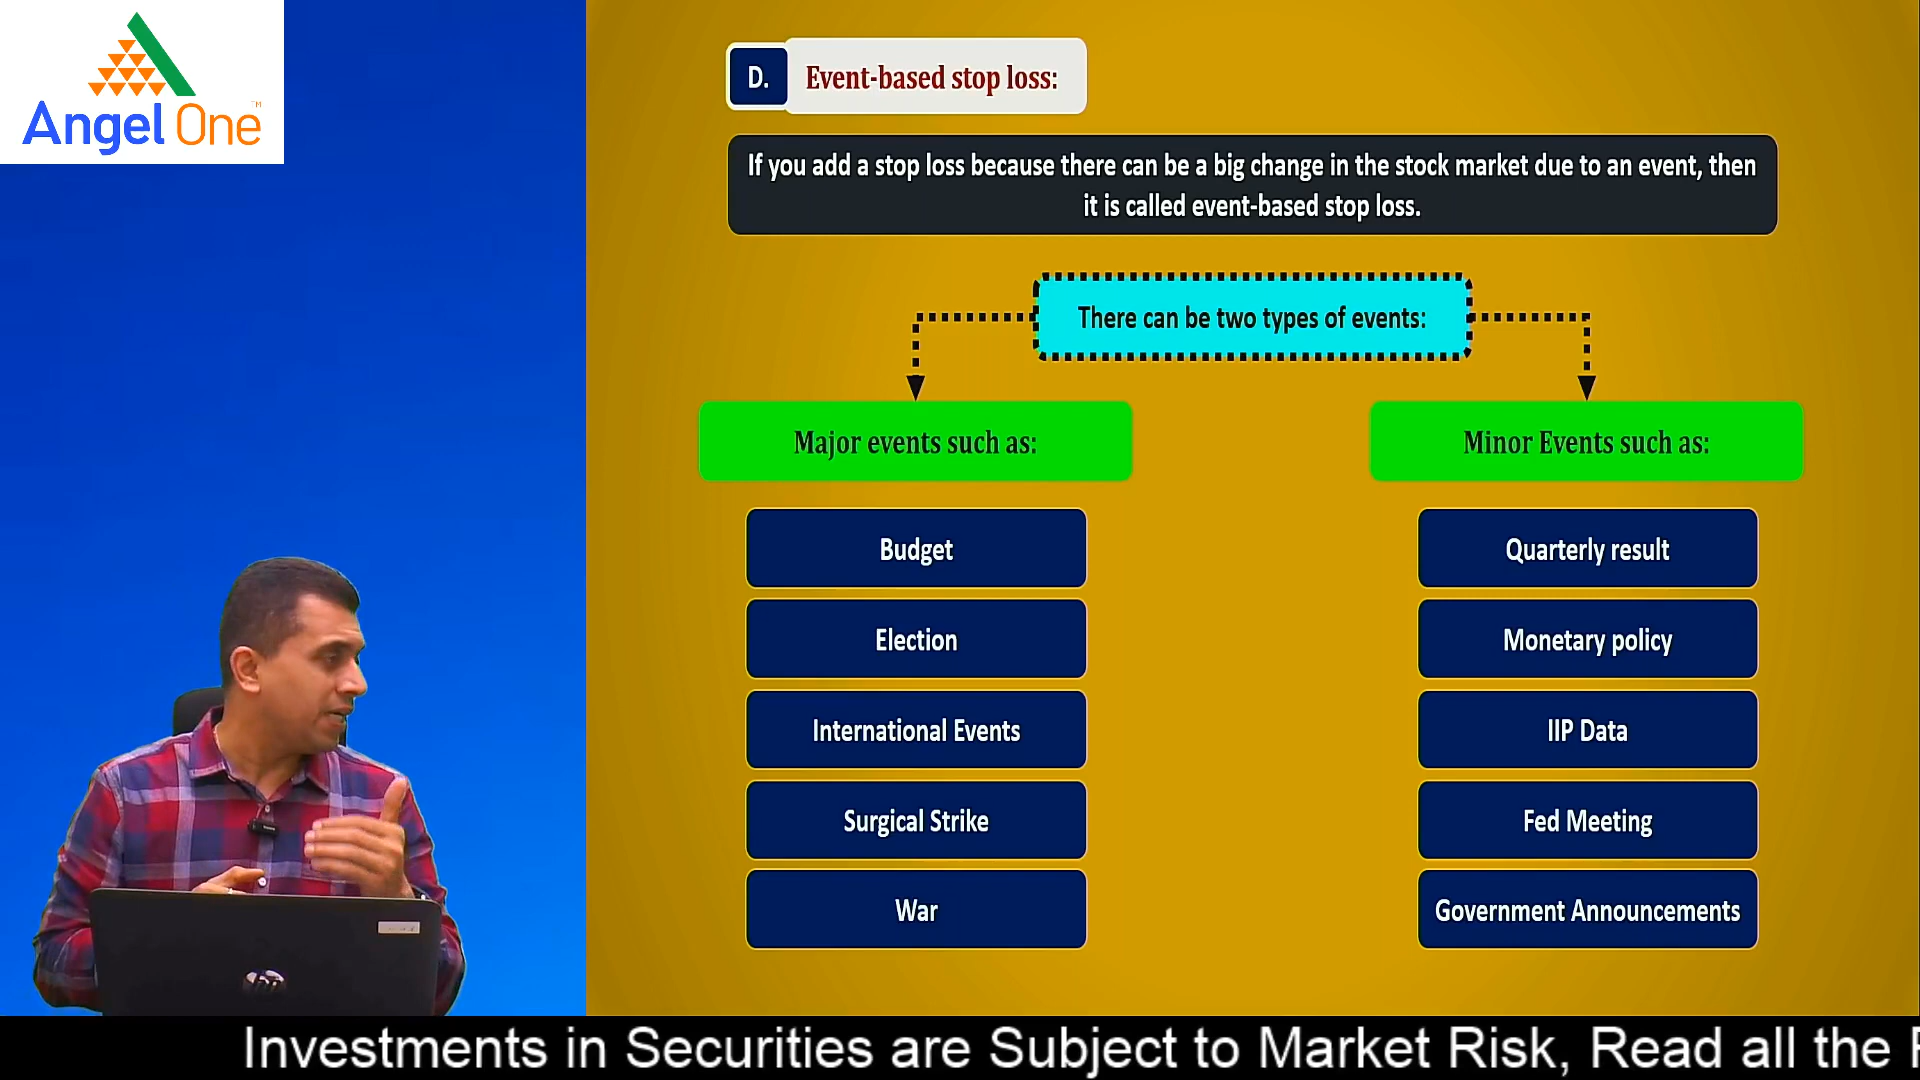 Angel One
TM
D.
Event-based stop loss:
If you add a stop loss because there can be a big change in the stock market due to an event, then
it is called event-based stop loss.
There can be two types of events:
Major events such as:
Minor Events such as:
Budget
Quarterly result
Election
Monetary policy
International Events
IIP Data
Surgical Strike
Fed Meeting
War
Government Announcements
hp
Investments in Securities are Subject to Market Risk, Read all the